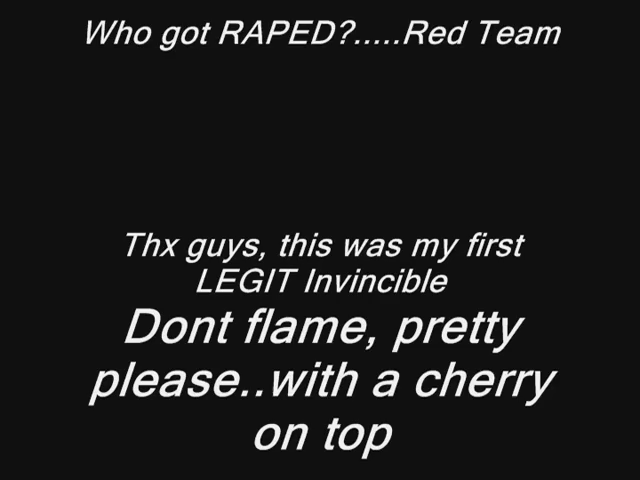 Who got RAPED?.....Red Team
Thx guys, this was my first
LEGIT Invincible
Dont flame, pretty
please..with a cherry
on top